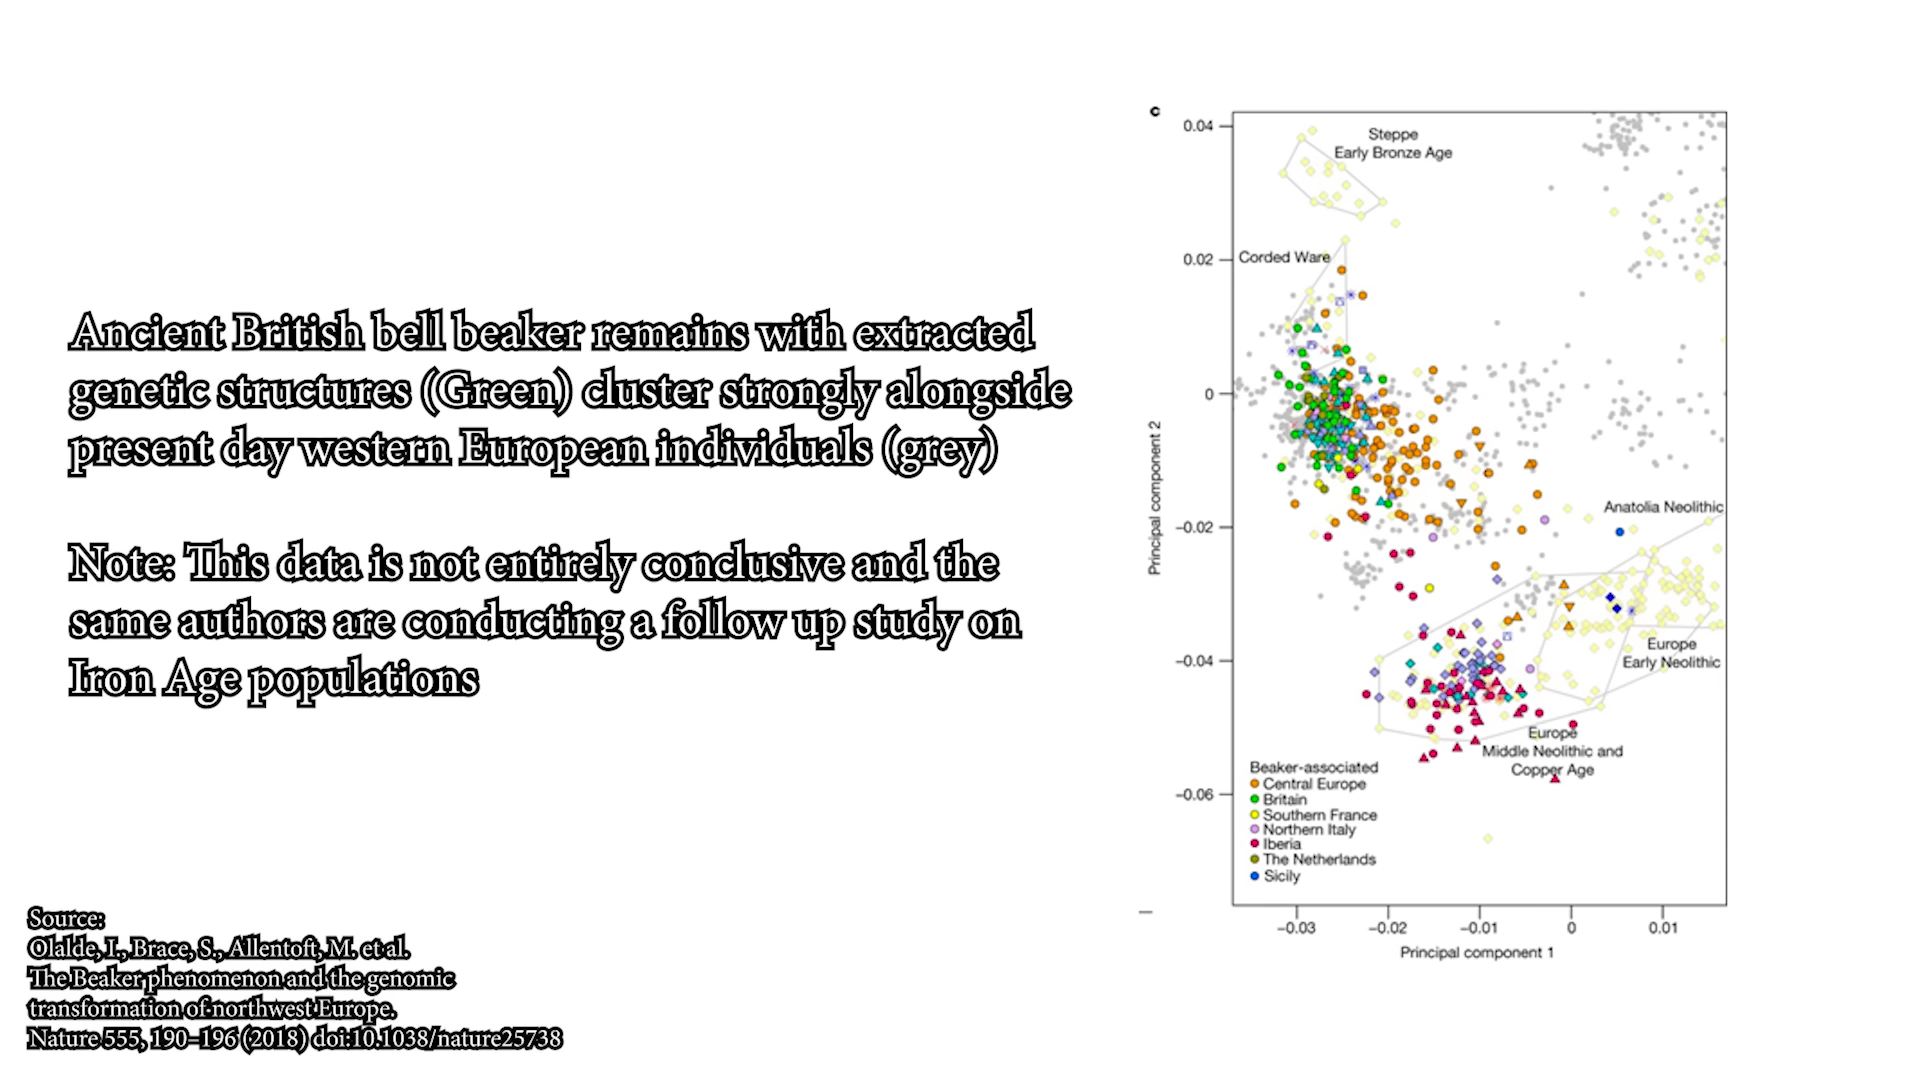 Ancient British bell beaker remains with extracted
genetic structures (Green) cluster strongly alongside
present day western European individuals (grey)
Note: This data is not entirely conclusive and the
same authors are conducting a follow up study on
Iron Age populations
Source:
Olalde, I., Brace, S., Allentoft, M. et al.
The Beaker phenomenon and the genomic
transformation of northwest Europe.
Nature 555, 190–196 (2018) doi:10.1038/nature25738
c
Principal component 2
0.04
0.02
0
−0.02
−0.04
−0.06
Steppe
Early Bronze Age
Corded Ware
Anatolia Neolithic
Europe
Early Neolithic
Europe
Middle Neolithic and
Copper Age
Beaker-associated
Central Europe
Britain
Southern France
Northern Italy
Iberia
The Netherlands
Sicily
−0.03
−0.02
−0.01
0
0.01
Principal component 1